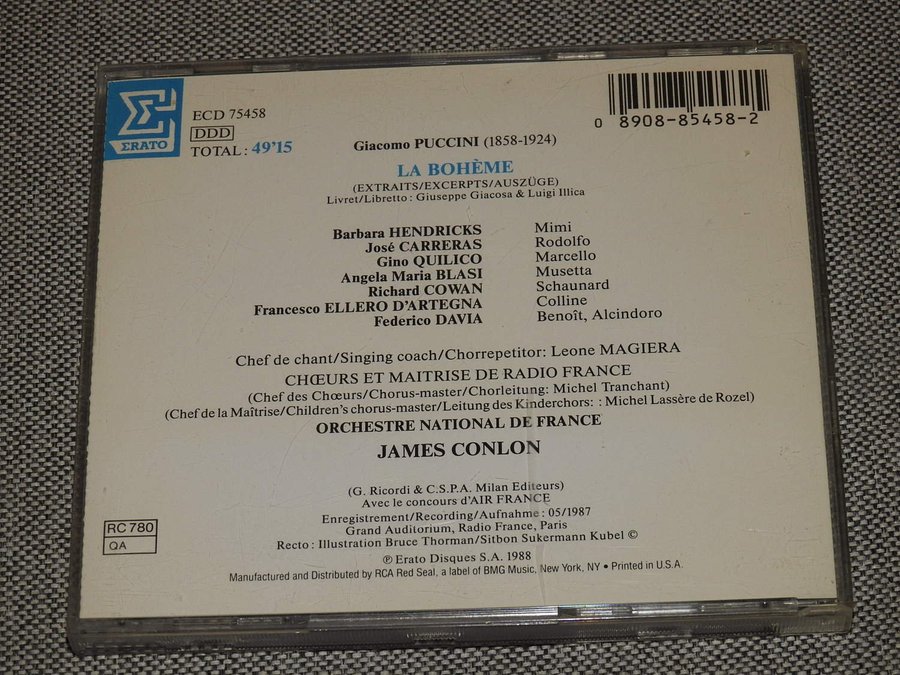 ERATO
ECD 75458
DDD
TOTAL : 49'15
0 8908-85458-2
Giacomo PUCCINI (1858-1924)
LA BOHÈME
(EXTRAITS/EXCERPTS/AUSZÜGE)
Livret/Libretto : Giuseppe Giacosa & Luigi Illica
Barbara HENDRICKS Mimi
José CARRERAS Rodolfo
Gino QUILICO Marcello
Angela Maria BLASI Musetta
Richard COWAN Schaunard
Francesco ELLERO D'ARTEGNA Colline
Federico DAVIA Benoît, Alcindoro
Chef de chant/Singing coach/Chorrepetitor: Leone MAGIERA
CHŒURS ET MAITRISE DE RADIO FRANCE
(Chef des Chœurs/Chorus-master/Chorleitung: Michel Tranchant)
(Chef de la Maîtrise/Children's chorus-master/Leitung des Kinderchors: : Michel Lassère de Rozel)
ORCHESTRE NATIONAL DE FRANCE
JAMES CONLON
(G. Ricordi & C.S.P.A. Milan Editeurs)
Avec le concours d'AIR FRANCE
Enregistrement/Recording/Aufnahme : 05/1987
Grand Auditorium, Radio France, Paris
Recto : Illustration Bruce Thorman/Sitbon Sukermann Kubel ©
RC 780
QA
℗ Erato Disques S.A. 1988
Manufactured and Distributed by RCA Red Seal, a label of BMG Music, New York, NY • Printed in U.S.A.